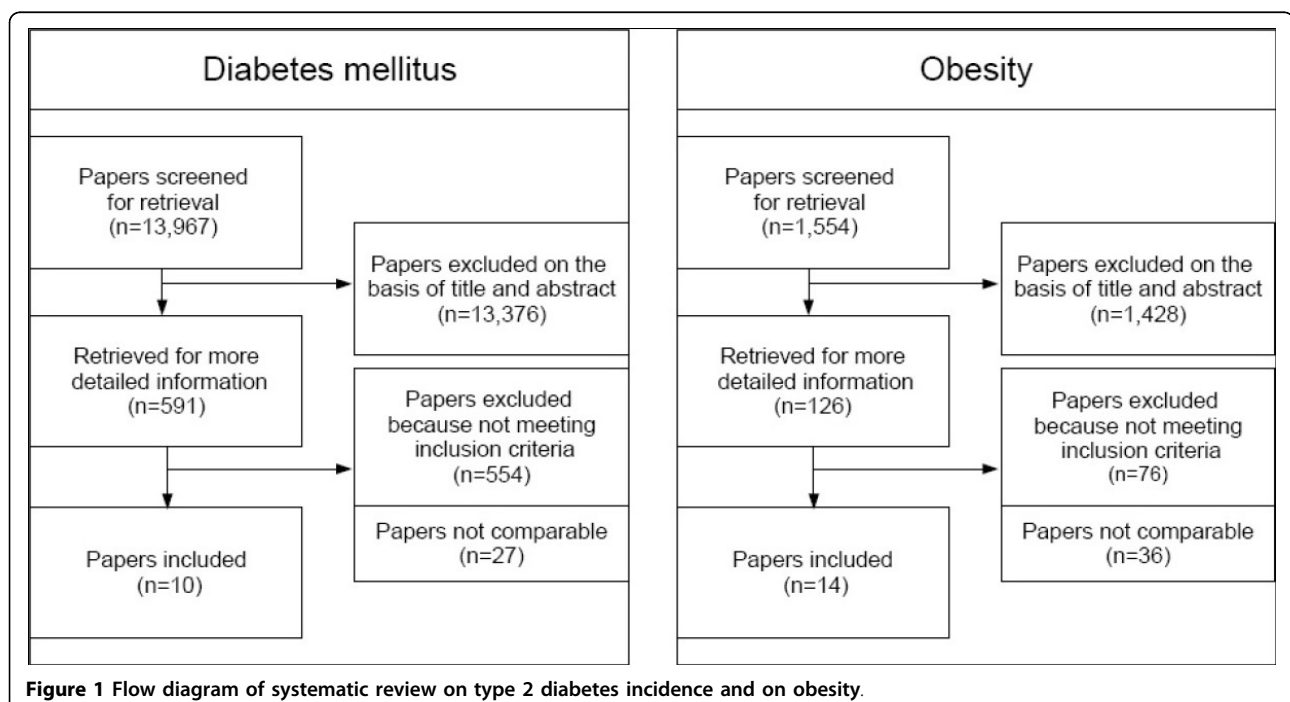 Diabetes mellitus
Papers screened
for retrieval
(n=13,967)
Papers excluded on the
basis of title and abstract
(n=13,376)
Retrieved for more
detailed information
(n=591)
Papers excluded
because not meeting
inclusion criteria
(n=554)
Papers not comparable
(n=27)
Papers included
(n=10)
Obesity
Papers screened
for retrieval
(n=1,554)
Papers excluded on the
basis of title and abstract
(n=1,428)
Retrieved for more
detailed information
(n=126)
Papers excluded
because not meeting
inclusion criteria
(n=76)
Papers not comparable
(n=36)
Papers included
(n=14)
Figure 1 Flow diagram of systematic review on type 2 diabetes incidence and on obesity.